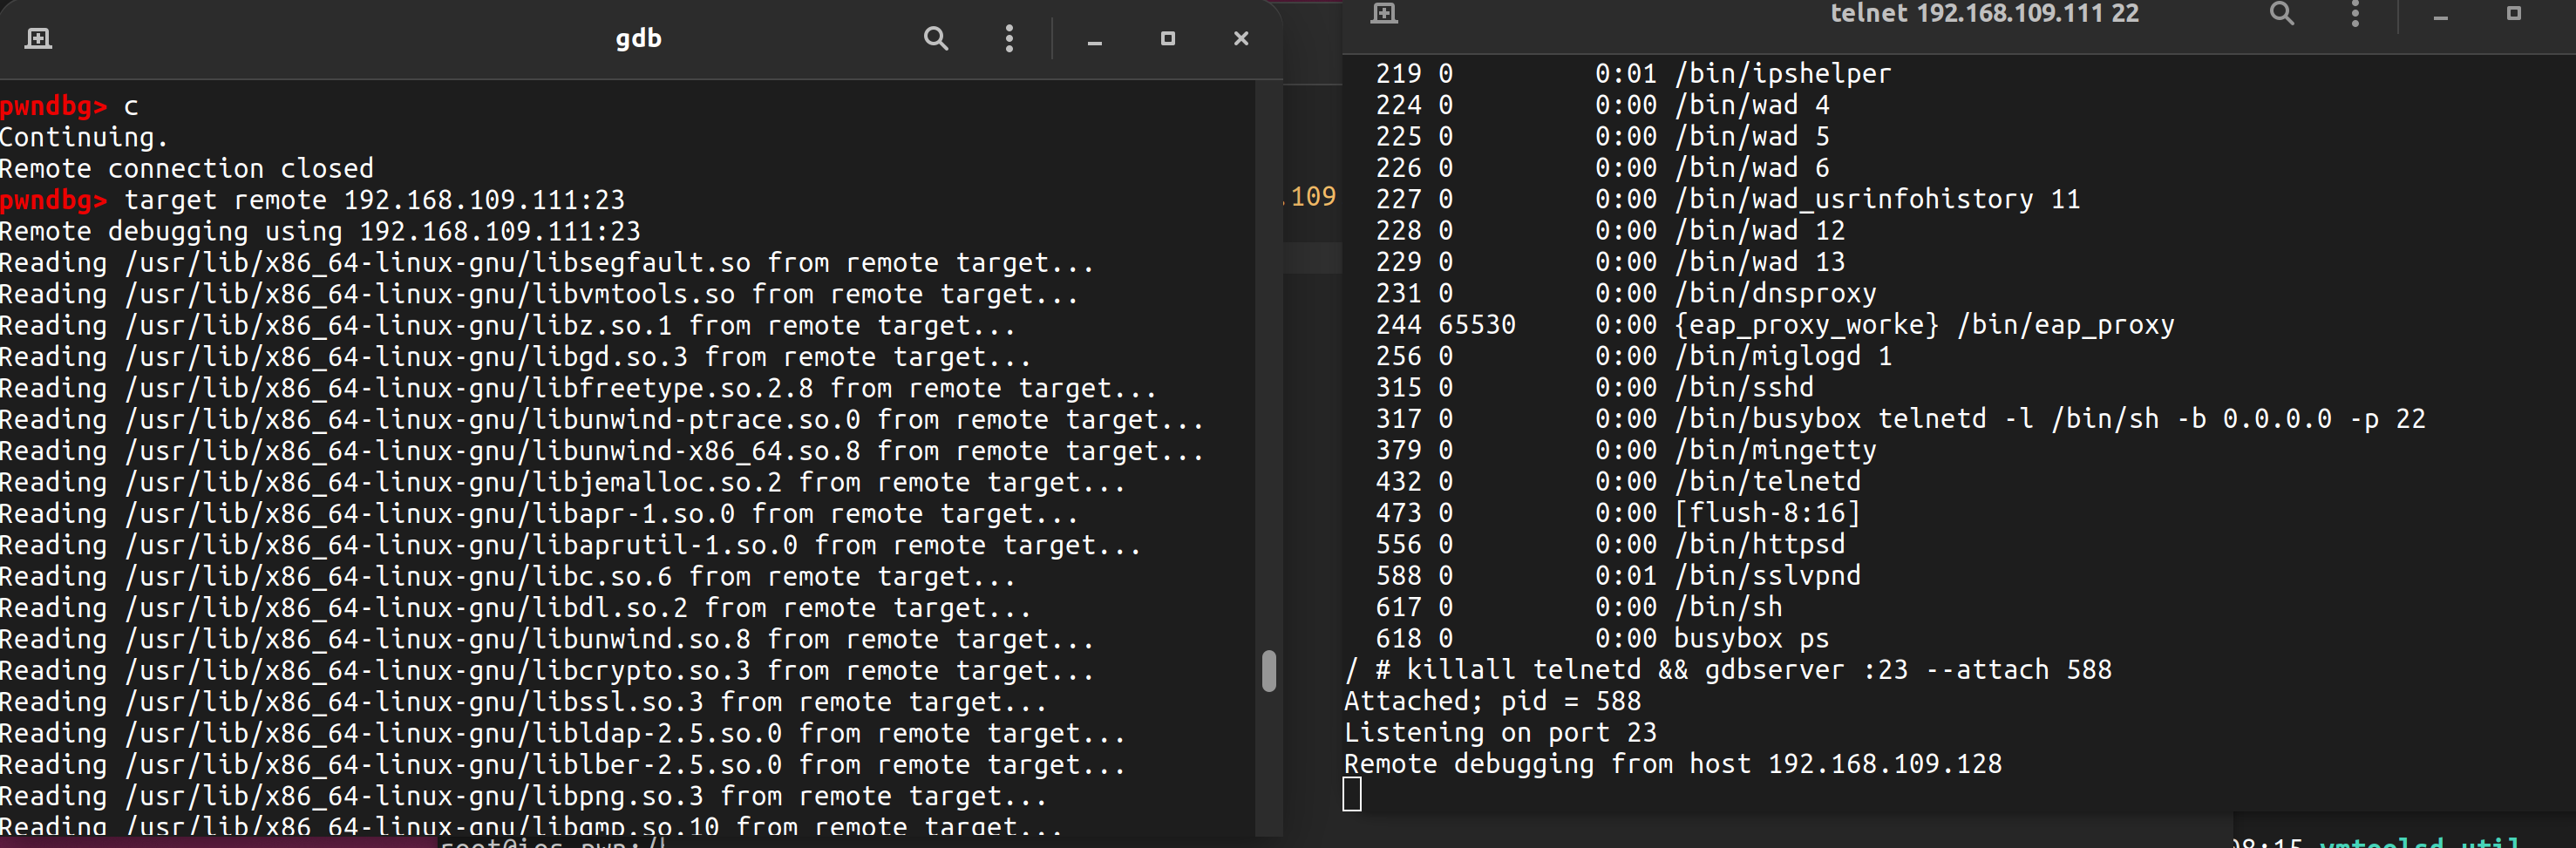 gdb
pwndbg> c
Continuing.
Remote connection closed
pwndbg> target remote 192.168.109.111:23
Remote debugging using 192.168.109.111:23
Reading /usr/lib/x86_64-linux-gnu/libsegfault.so from remote target...
Reading /usr/lib/x86_64-linux-gnu/libvmtools.so from remote target...
Reading /usr/lib/x86_64-linux-gnu/libz.so.1 from remote target...
Reading /usr/lib/x86_64-linux-gnu/libgd.so.3 from remote target...
Reading /usr/lib/x86_64-linux-gnu/libfreetype.so.2.8 from remote target...
Reading /usr/lib/x86_64-linux-gnu/libunwind-ptrace.so.0 from remote target...
Reading /usr/lib/x86_64-linux-gnu/libunwind-x86_64.so.8 from remote target...
Reading /usr/lib/x86_64-linux-gnu/libjemalloc.so.2 from remote target...
Reading /usr/lib/x86_64-linux-gnu/libapr-1.so.0 from remote target...
Reading /usr/lib/x86_64-linux-gnu/libaprutil-1.so.0 from remote target...
Reading /usr/lib/x86_64-linux-gnu/libc.so.6 from remote target...
Reading /usr/lib/x86_64-linux-gnu/libdl.so.2 from remote target...
Reading /usr/lib/x86_64-linux-gnu/libunwind.so.8 from remote target...
Reading /usr/lib/x86_64-linux-gnu/libcrypto.so.3 from remote target...
Reading /usr/lib/x86_64-linux-gnu/libssl.so.3 from remote target...
Reading /usr/lib/x86_64-linux-gnu/libldap-2.5.so.0 from remote target...
Reading /usr/lib/x86_64-linux-gnu/liblber-2.5.so.0 from remote target...
Reading /usr/lib/x86_64-linux-gnu/libpng.so.3 from remote target...
Reading /usr/lib/x86_64-linux-gnu/libgmp.so.10 from remote target...
.109
telnet 192.168.109.111 22
219 0 0:01 /bin/ipshelper
224 0 0:00 /bin/wad 4
225 0 0:00 /bin/wad 5
226 0 0:00 /bin/wad 6
227 0 0:00 /bin/wad_usrinfohistory 11
228 0 0:00 /bin/wad 12
229 0 0:00 /bin/wad 13
231 0 0:00 /bin/dnsproxy
244 65530 0:00 {eap_proxy_worke} /bin/eap_proxy
256 0 0:00 /bin/miglogd 1
315 0 0:00 /bin/sshd
317 0 0:00 /bin/busybox telnetd -l /bin/sh -b 0.0.0.0 -p 22
379 0 0:00 /bin/mingetty
432 0 0:00 /bin/telnetd
473 0 0:00 [flush-8:16]
556 0 0:00 /bin/httpsd
588 0 0:01 /bin/sslvpnd
617 0 0:00 /bin/sh
618 0 0:00 busybox ps
/ # killall telnetd && gdbserver :23 --attach 588
Attached; pid = 588
Listening on port 23
Remote debugging from host 192.168.109.128